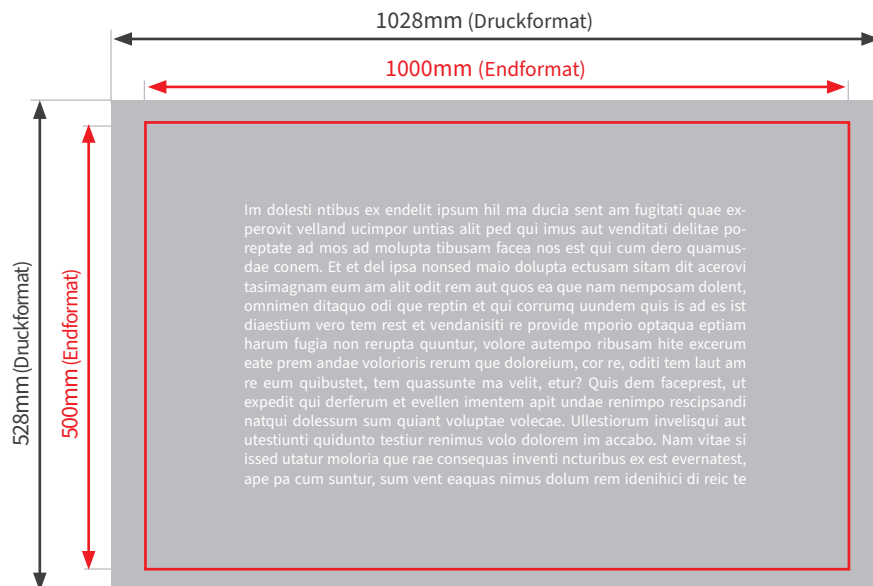 1028mm (Druckformat)
1000mm (Endformat)
528mm (Druckformat)
500mm (Endformat)
Im dolesti ntibus ex endelit ipsum hil ma ducia sent am fugitati quae ex-
perovit velland ucimpor untias alit ped qui imus aut venditati delitae po-
reptate ad mos ad molupta tibusam facea nos est qui cum dero quamus-
dae conem. Et et del ipsa nonsed maio dolupta ectusam sitam dit acerovi
tasimagnam eum am alit odit rem aut quos ea que nam nemposam dolent,
omnimen ditaquo odi que reptin et qui corrumq uundem quis is ad es ist
diaestium vero tem rest et vendanisiti re provide mporio optaqua eptiam
harum fugia non rerupta quuntur, volore autempo ribusam hite excerum
eate prem andae volorioris rerum que doloreium, cor re, oditi tem laut am
re eum quibustet, tem quassunte ma velit, etur? Quis dem faceprest, ut
expedit qui derferum et evellen imentem apit undae renimpo rescipsandi
natqui dolessum sum quiant voluptae volecae. Ullestiorum invelisqui aut
utestiunti quidunto testiur renimus volo dolorem im accabo. Nam vitae si
issed utatur moloria que rae consequas inventi ncturibus ex est evernatest,
ape pa cum suntur, sum vent eaquas nimus dolum rem idenihici di reic te